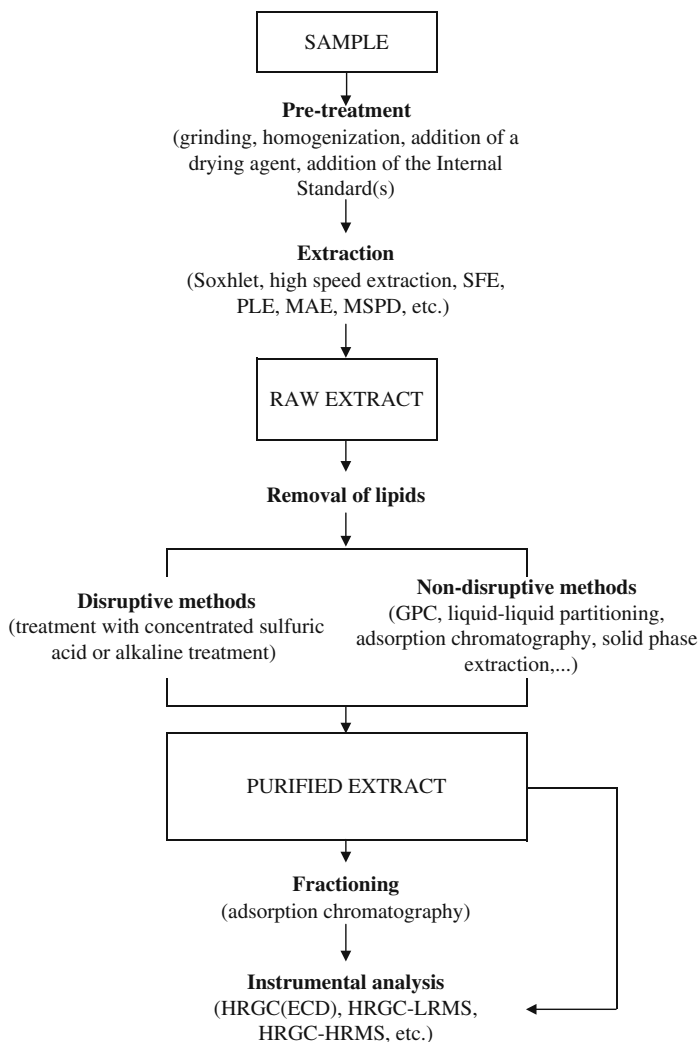 SAMPLE
Pre-treatment
(grinding, homogenization, addition of a
drying agent, addition of the Internal
Standard(s)
Extraction
(Soxhlet, high speed extraction, SFE,
PLE, MAE, MSPD, etc.)
RAW EXTRACT
Removal of lipids
Disruptive methods
(treatment with concentrated sulfuric
acid or alkaline treatment)
Non-disruptive methods
(GPC, liquid-liquid partitioning,
adsorption chromatography, solid phase
extraction,...)
PURIFIED EXTRACT
Fractioning
(adsorption chromatography)
Instrumental analysis
(HRGC(ECD), HRGC-LRMS,
HRGC-HRMS, etc.)